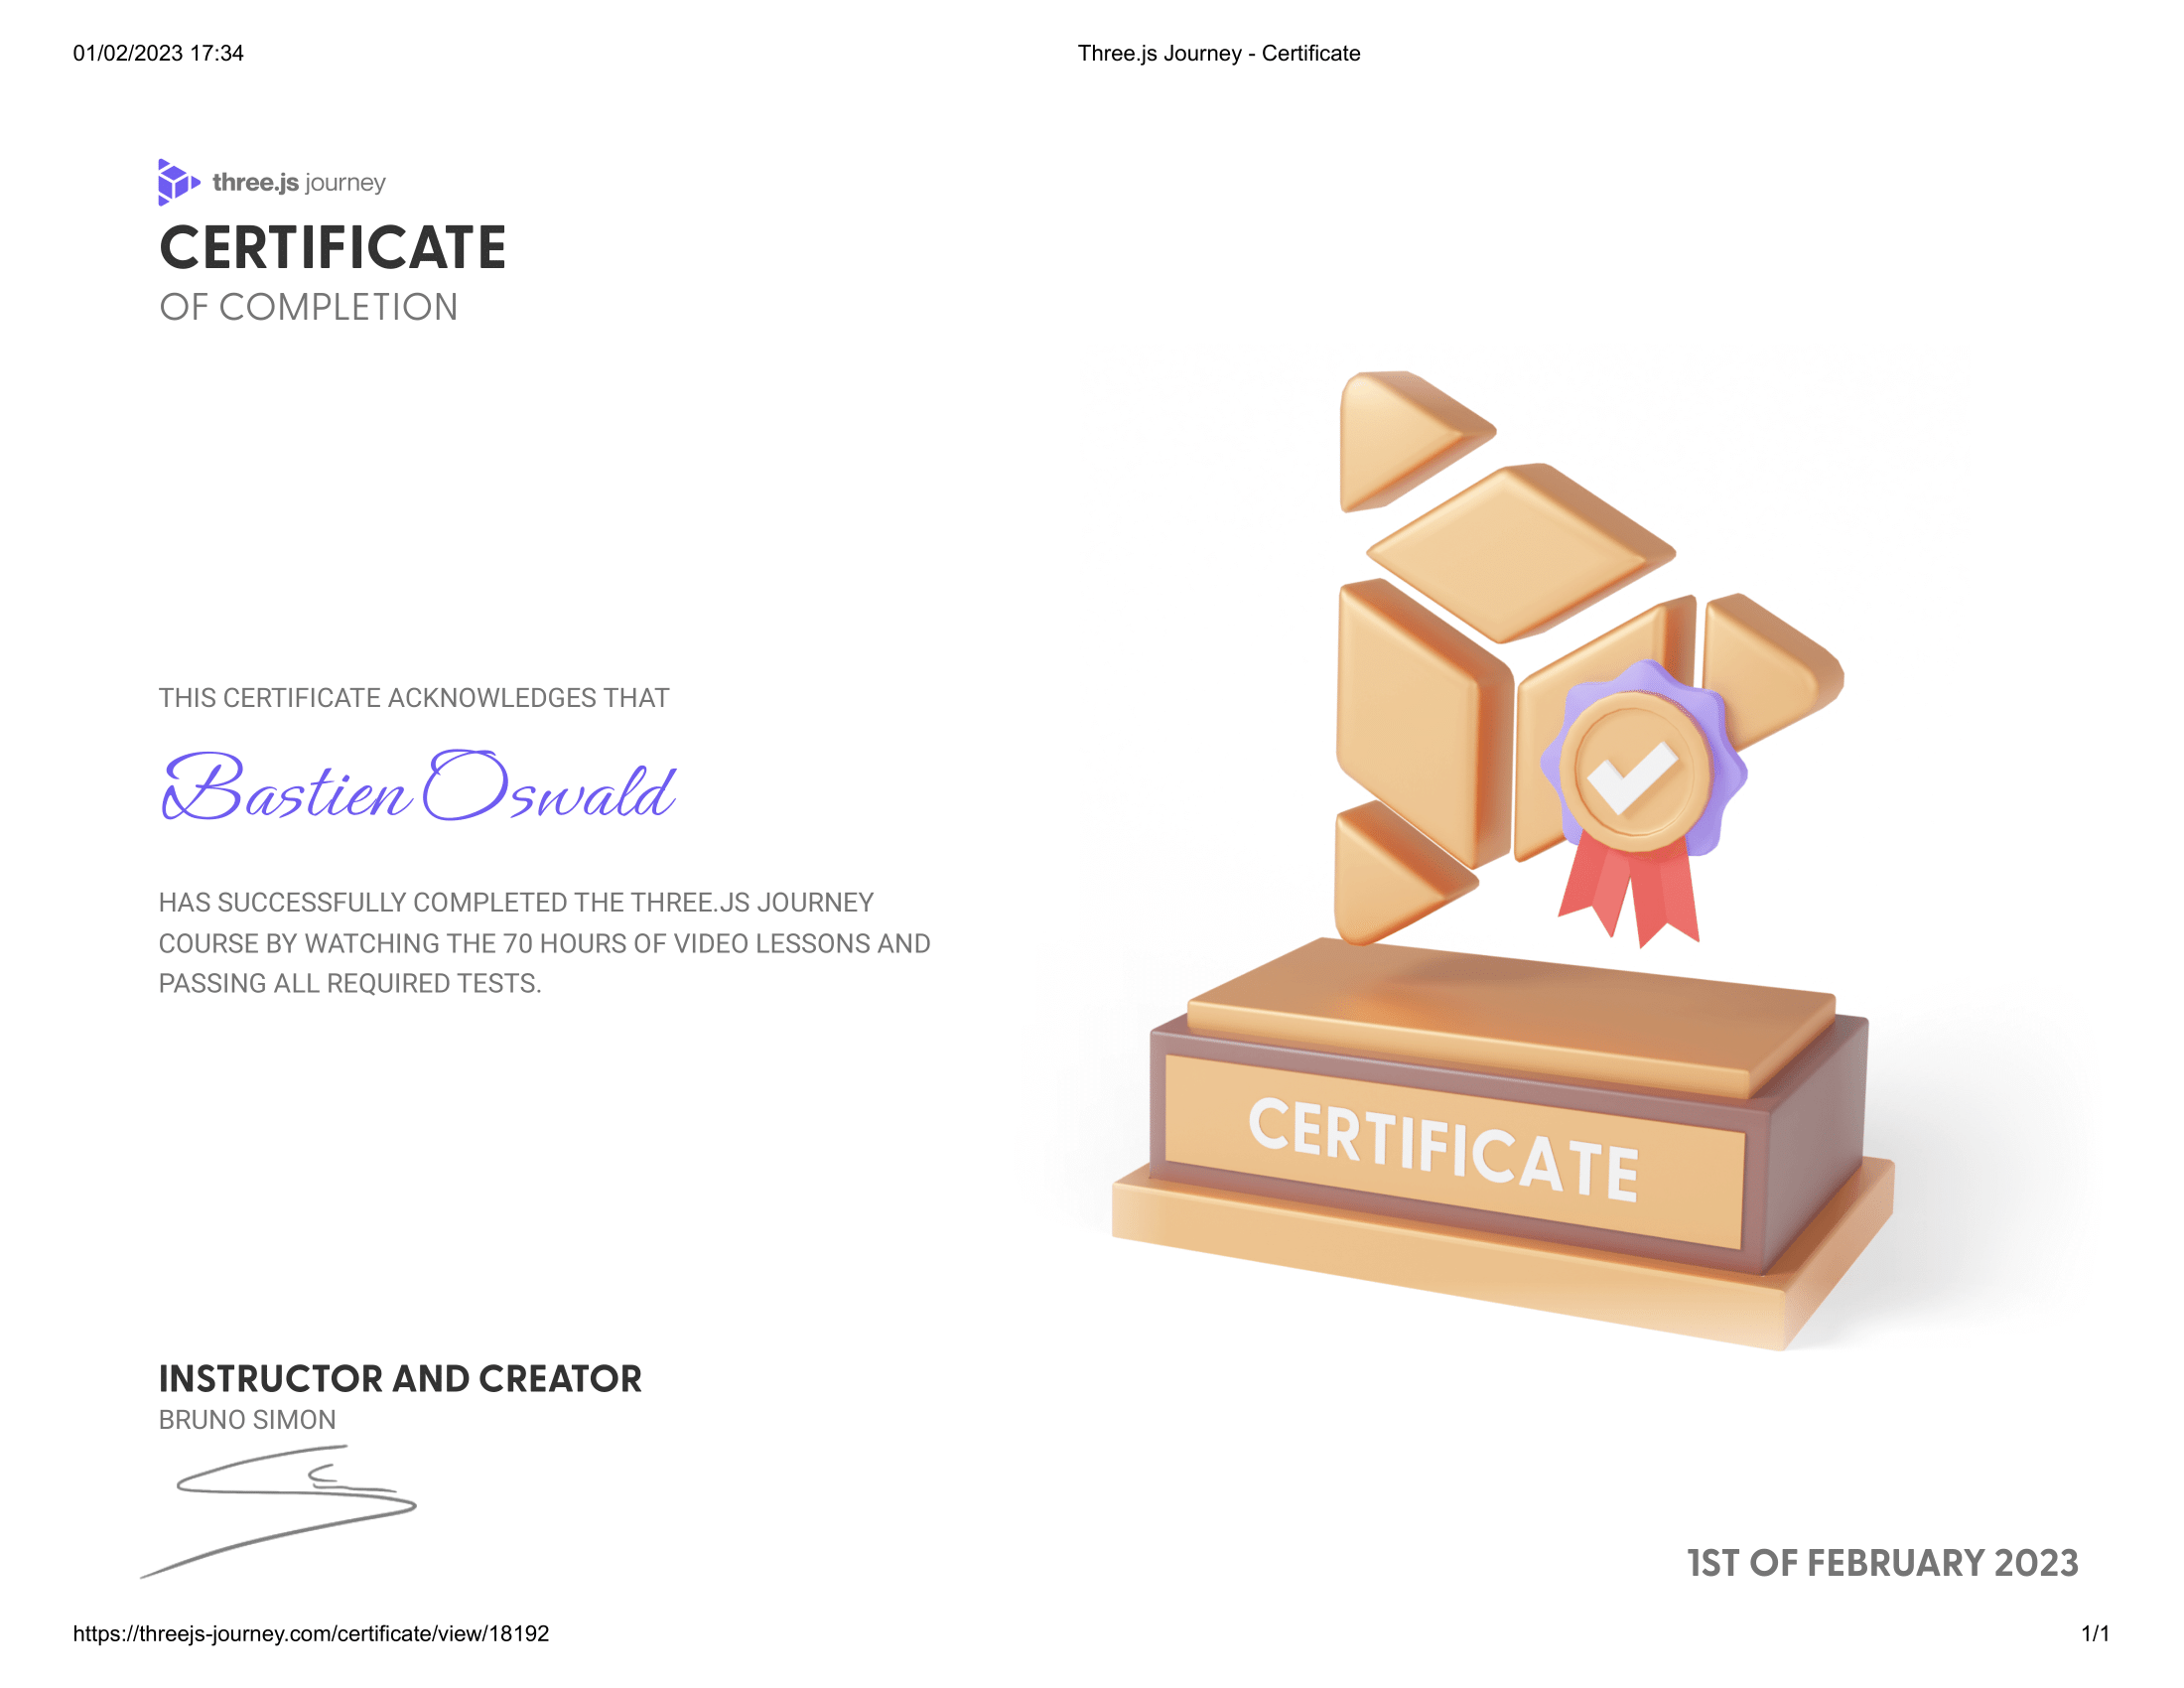 01/02/2023 17:34
Three.js Journey - Certificate
three.js journey
CERTIFICATE
OF COMPLETION
THIS CERTIFICATE ACKNOWLEDGES THAT
Bastien Oswald
HAS SUCCESSFULLY COMPLETED THE THREE.JS JOURNEY
COURSE BY WATCHING THE 70 HOURS OF VIDEO LESSONS AND
PASSING ALL REQUIRED TESTS.
CERTIFICATE
INSTRUCTOR AND CREATOR
BRUNO SIMON
1ST OF FEBRUARY 2023
https://threejs-journey.com/certificate/view/18192
1/1